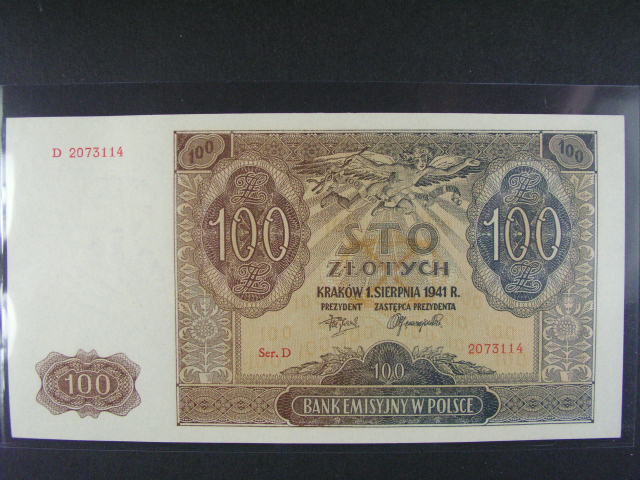 D 2073114
100
100
100
100
STO
ZŁOTYCH
KRAKÓW 1. SIERPNIA 1941 R.
PREZYDENT ZASTĘPCA PREZYDENTA
Ser. D 2073114
100
100
BANK EMISYJNY W POLSCE